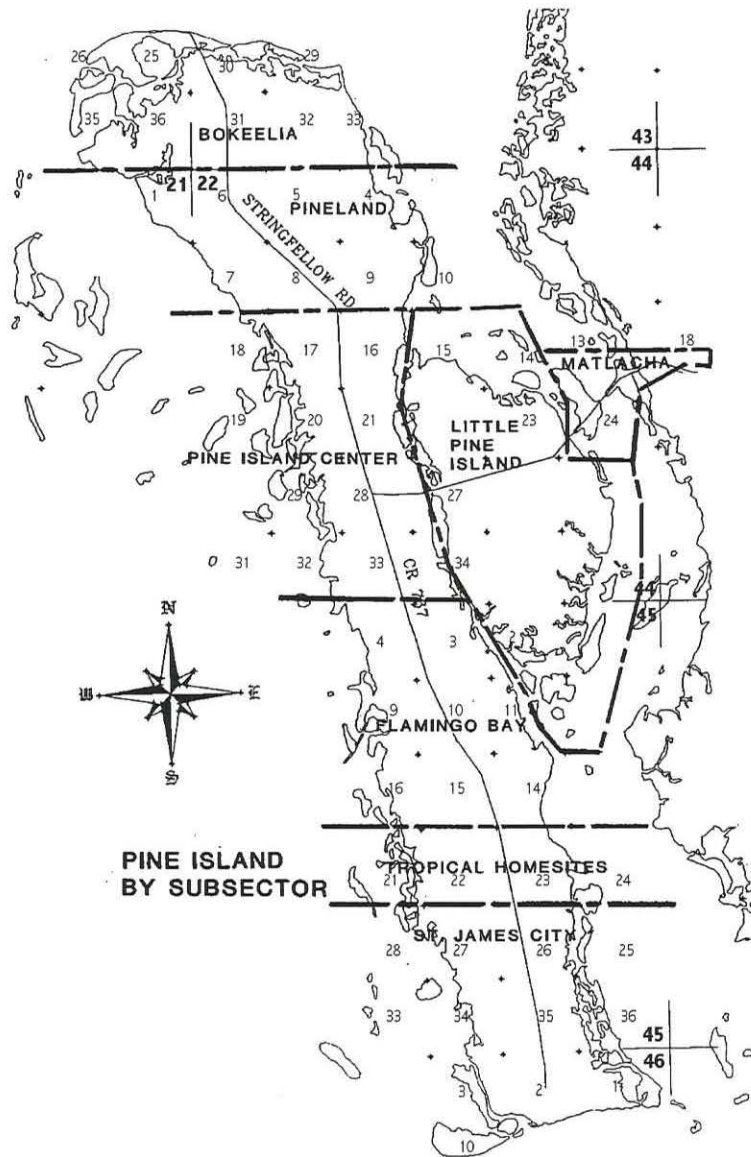 26 25 30 29
35 36 31 32 33
BOKEELIA
43
44
21 22
1 6 5 4
PINELAND
STRINGFELLOW RD
7 8 9 10
18 17 16 15 14 13 18
MATLACHA
19 20 21 23 24
LITTLE
PINE
ISLAND
PINE ISLAND CENTER
29 28 27
31 32 33 34
CR 767
44
45
N
W E
S
4 3
9 10 11
FLAMINGO BAY
16 15 14
PINE ISLAND
BY SUBSECTOR
TROPICAL HOMESITES
21 22 23 24
ST. JAMES CITY
28 27 26 25
33 34 35 36
45
46
3 2 1
10